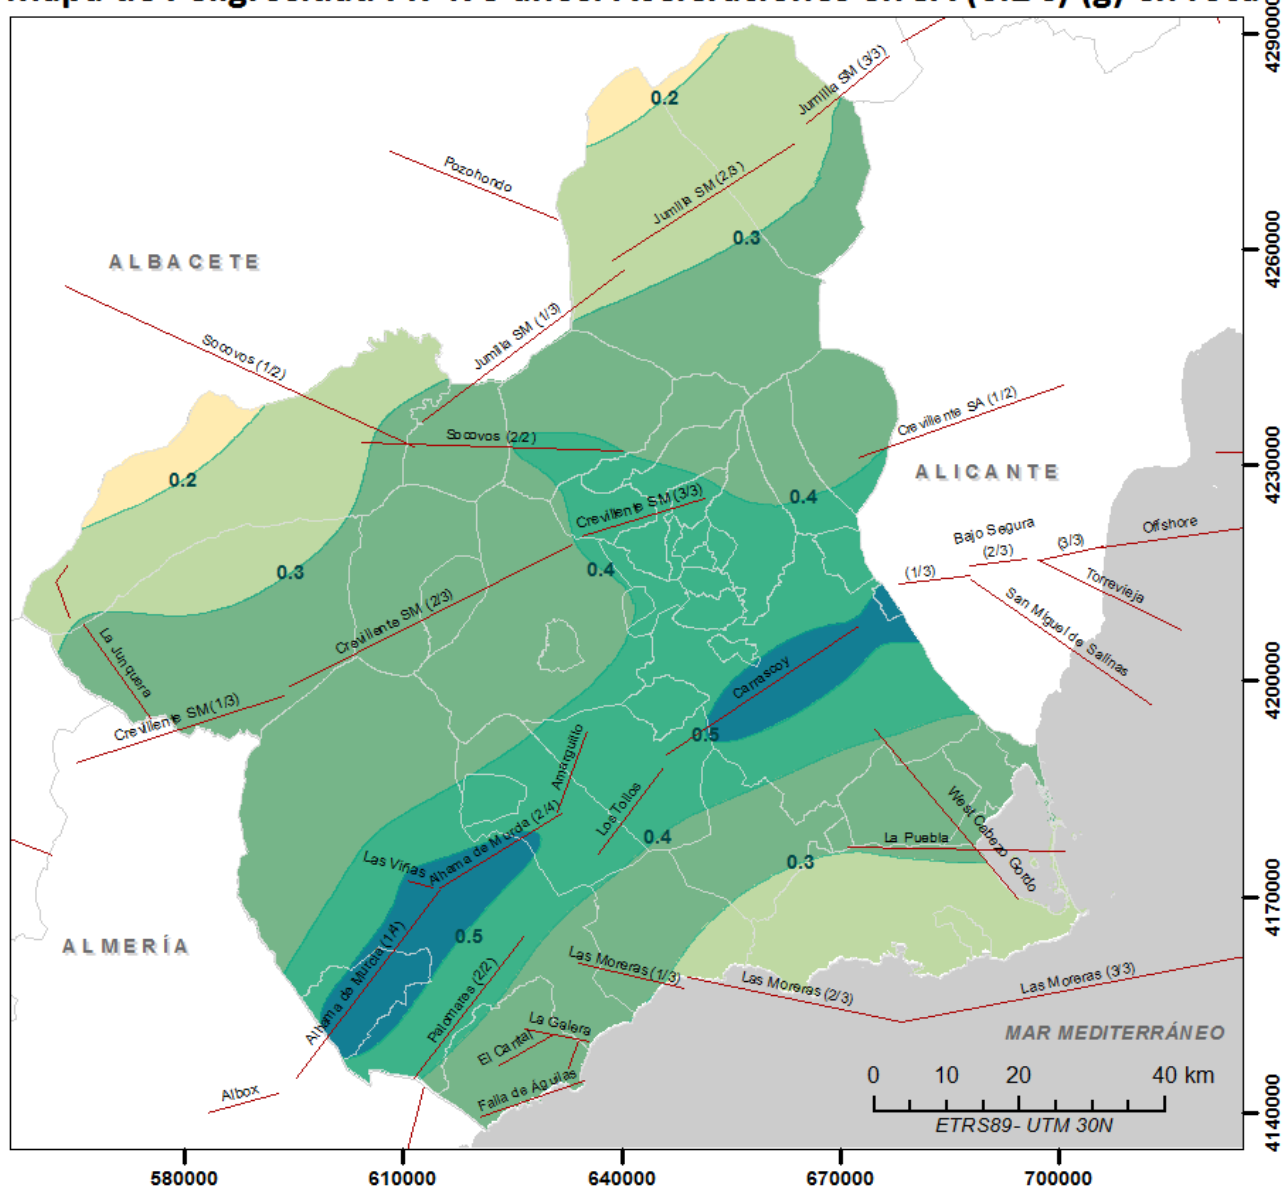 4290000
Jumilla SM (3/3)
0.2
Pozohondo
Jumilla SM (2/3)
0.3
4260000
ALBACETE
Jumilla SM (1/3)
Socovos (1/2)
Crevillente SA (1/2)
Socovos (2/2)
ALICANTE
4230000
0.2
0.4
Crevillente SM (3/3)
Offshore
Bajo Segura
(2/3)
(3/3)
(1/3)
0.3
0.4
Torrevieja
San Miguel de Salinas
Crevillente SM (2/3)
La Junquera
Carrascoy
4200000
Crevillente SM (1/3)
0.5
Amarguillo
Los Tollos
West Cabezo Gordo
0.4
La Puebla
Alhama de Murcia (2/4)
Las Viñas
0.3
4170000
ALMERÍA
0.5
Alhama de Murcia (1/4)
Palomares (2/2)
Las Moreras (1/3)
Las Moreras (2/3)
Las Moreras (3/3)
La Galera
El Cantal
MAR MEDITERRÁNEO
Falla de Águilas
Albox
0 10 20 40 km
ETRS89- UTM 30N
4140000
580000 610000 640000 670000 700000